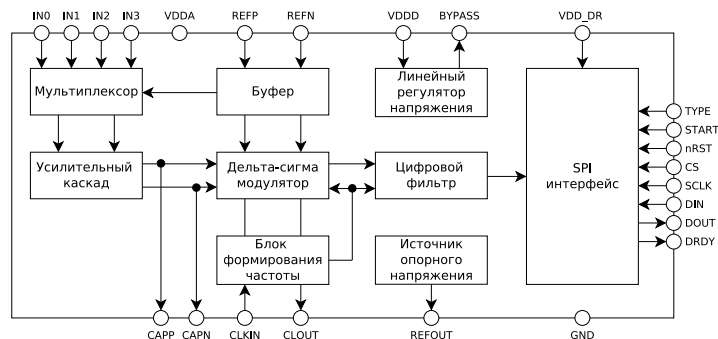 IN0 IN1 IN2 IN3 VDDA REFP REFN VDDD BYPASS VDD_DR
Мультиплексор
Буфер
Линейный
регулятор
напряжения
TYPE
START
nRST
CS
SCLK
DIN
DOUT
DRDY
Усилительный
каскад
Дельта-сигма
модулятор
Цифровой
фильтр
SPI
интерфейс
Блок
формирования
частоты
Источник
опорного
напряжения
CAPP CAPN CLKIN CLOUT REFOUT GND